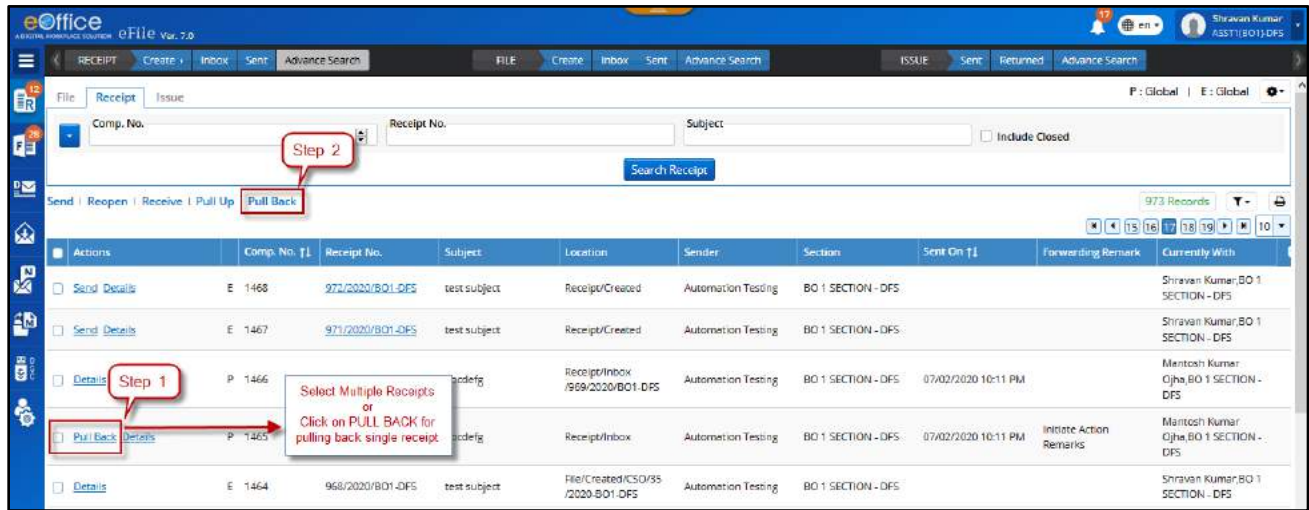 eOffice
A DIGITAL WORKPLACE SOLUTION eFile Ver. 7.0
17
en
Shravan Kumar
ASST1(BO1)-DFS
RECEIPT Create Inbox Sent Advance Search FILE Create Inbox Sent Advance Search ISSUE Sent Returned Advance Search
12
28
File Receipt Issue
P : Global | E : Global
Comp. No. Receipt No. Subject
Include Closed
Step 2
Search Receipt
Send | Reopen | Receive | Pull Up Pull Back
973 Records
15 16 17 18 19 10
Actions Comp. No. Receipt No. Subject Location Sender Section Sent On Forwarding Remark Currently With
Send Details E 1468 972/2020/BO1-DFS test subject Receipt/Created Automation Testing BO 1 SECTION - DFS Shravan Kumar,BO 1
SECTION - DFS
Send Details E 1467 971/2020/BO1-DFS test subject Receipt/Created Automation Testing BO 1 SECTION - DFS Shravan Kumar,BO 1
SECTION - DFS
Details P 1466 Receipt/Inbox
/969/2020/BO1-DFS Automation Testing BO 1 SECTION - DFS 07/02/2020 10:11 PM Mantosh Kumar
Ojha,BO 1 SECTION -
DFS
Step 1
Select Multiple Receipts
or
Click on PULL BACK for
pulling back single receipt
Pull Back Details P 1465 Receipt/Inbox Automation Testing BO 1 SECTION - DFS 07/02/2020 10:11 PM Initiate Action
Remarks Mantosh Kumar
Ojha,BO 1 SECTION -
DFS
Details E 1464 968/2020/BO1-DFS test subject File/Created/CSO/35
/2020-BO1-DFS Automation Testing BO 1 SECTION - DFS Shravan Kumar,BO 1
SECTION - DFS